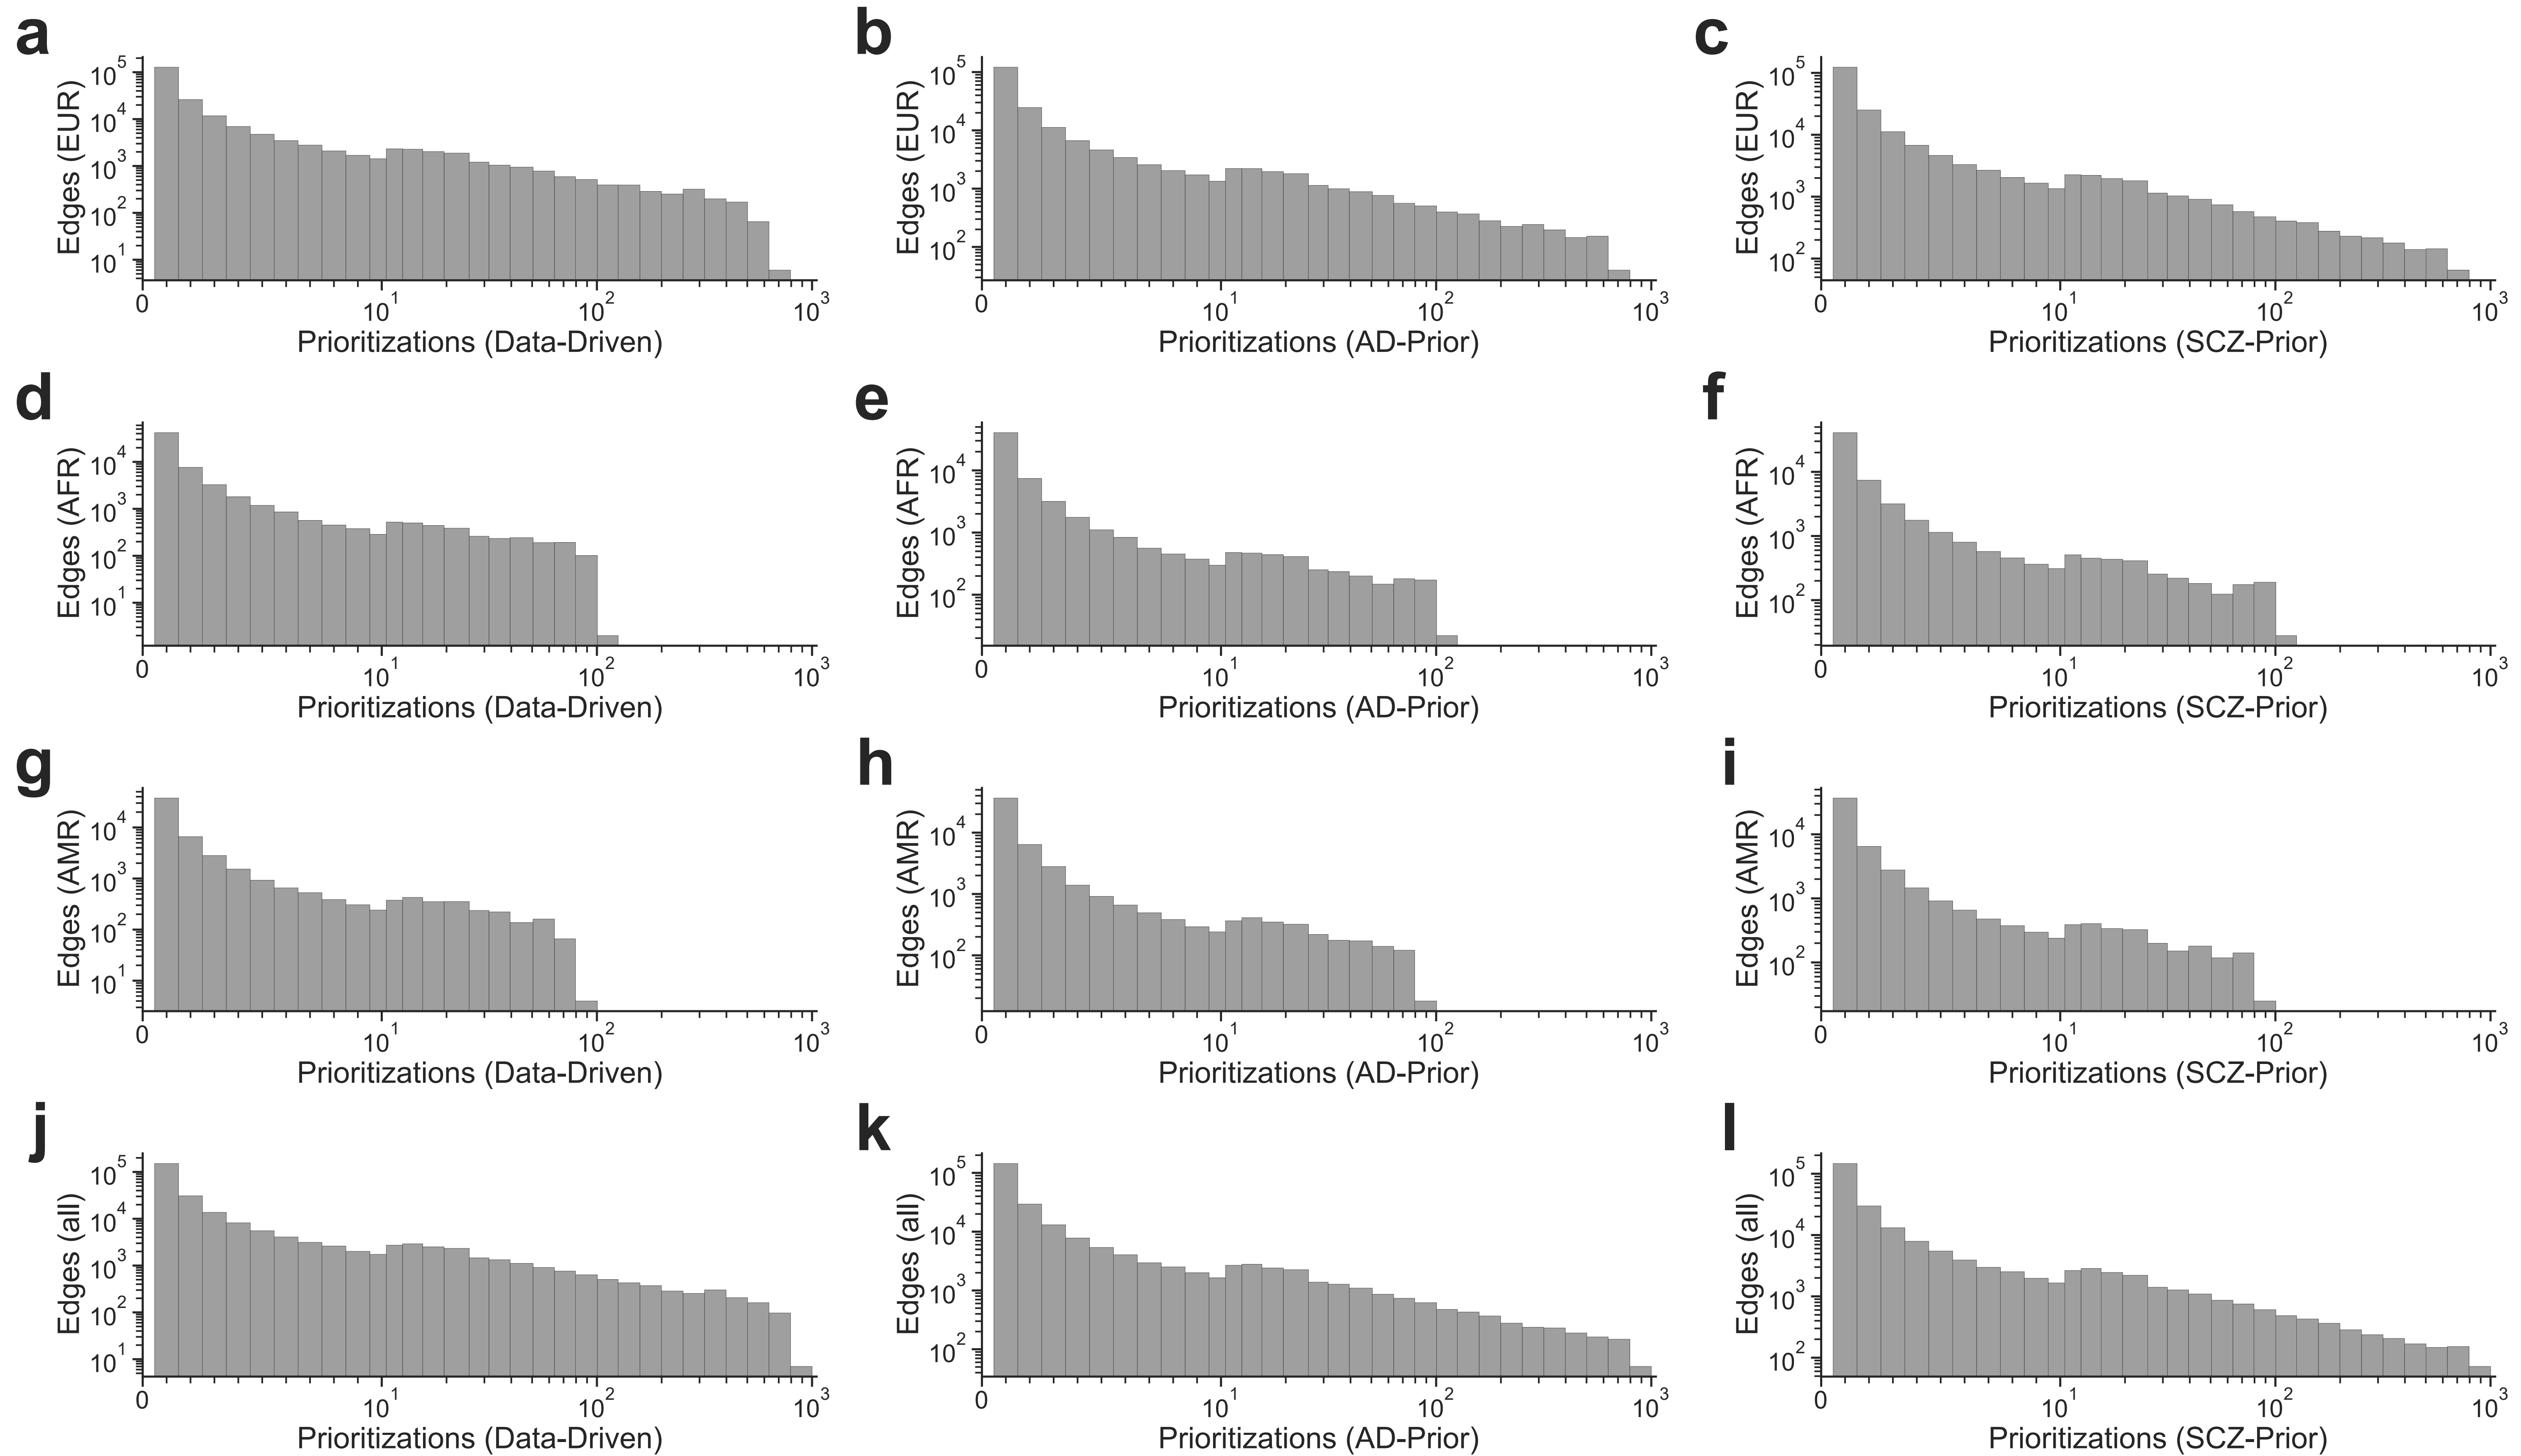 a b c
10^5 10^5 10^5
10^4 10^4 10^4
10^3 10^3 10^3
10^2 10^2 10^2
10^1
Edges (EUR) Edges (EUR) Edges (EUR)
0 10^1 10^2 10^3 0 10^1 10^2 10^3 0 10^1 10^2 10^3
Prioritizations (Data-Driven) Prioritizations (AD-Prior) Prioritizations (SCZ-Prior)
d e f
10^4 10^4 10^4
10^3 10^3 10^3
10^2 10^2 10^2
10^1
Edges (AFR) Edges (AFR) Edges (AFR)
0 10^1 10^2 10^3 0 10^1 10^2 10^3 0 10^1 10^2 10^3
Prioritizations (Data-Driven) Prioritizations (AD-Prior) Prioritizations (SCZ-Prior)
g h i
10^4 10^4 10^4
10^3 10^3 10^3
10^2 10^2 10^2
10^1
Edges (AMR) Edges (AMR) Edges (AMR)
0 10^1 10^2 10^3 0 10^1 10^2 10^3 0 10^1 10^2 10^3
Prioritizations (Data-Driven) Prioritizations (AD-Prior) Prioritizations (SCZ-Prior)
j k l
10^5 10^5 10^5
10^4 10^4 10^4
10^3 10^3 10^3
10^2 10^2 10^2
10^1
Edges (all) Edges (all) Edges (all)
0 10^1 10^2 10^3 0 10^1 10^2 10^3 0 10^1 10^2 10^3
Prioritizations (Data-Driven) Prioritizations (AD-Prior) Prioritizations (SCZ-Prior)